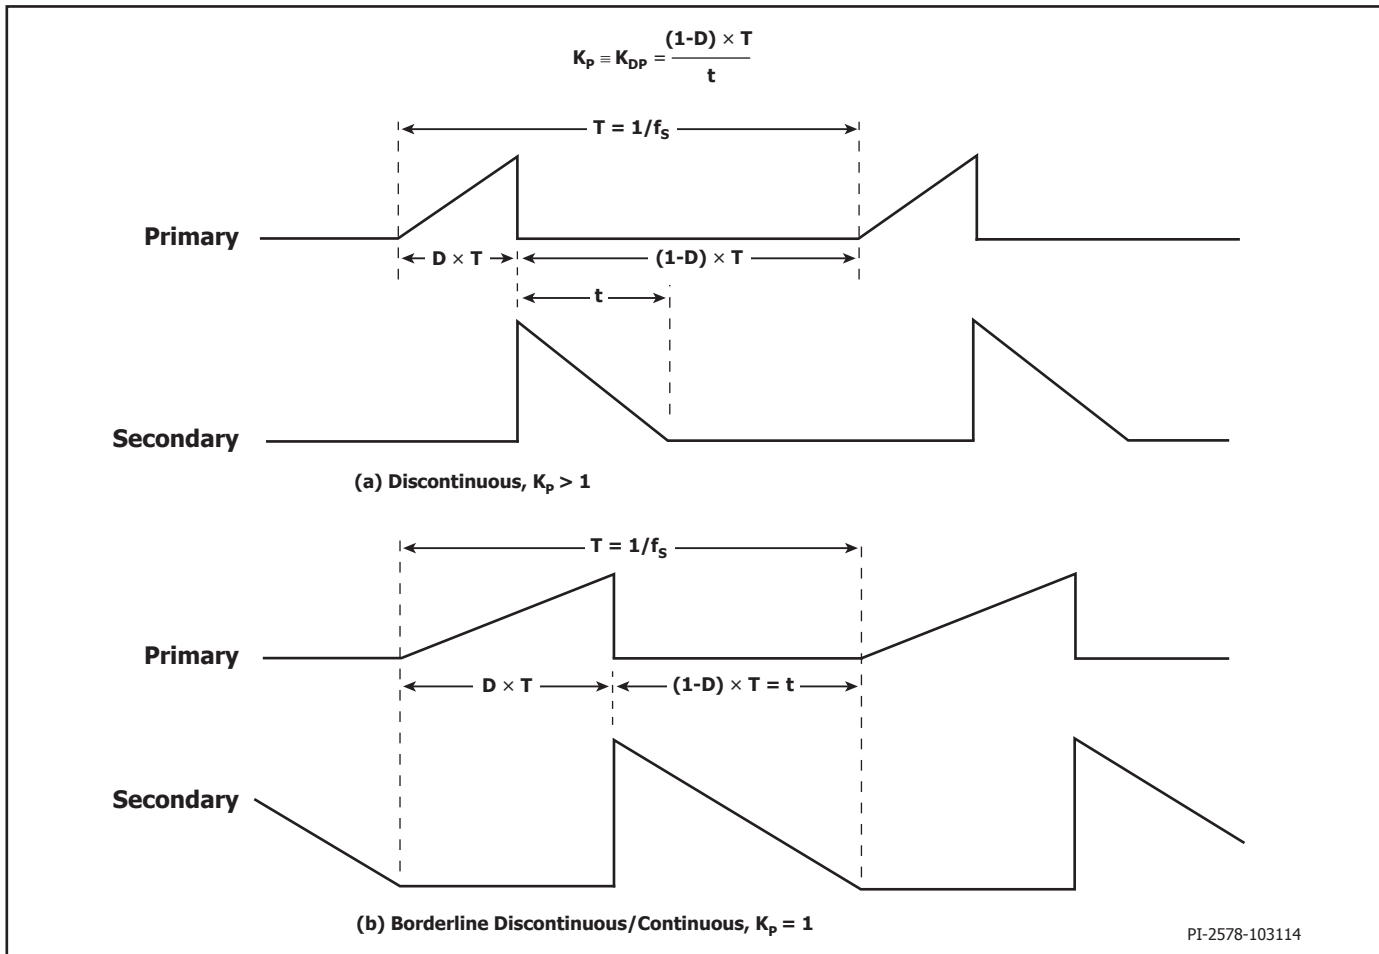 K_P ≡ K_DP = (1-D) × T / t
T = 1/f_S
Primary
D × T
(1-D) × T
t
Secondary
(a) Discontinuous, K_P > 1
T = 1/f_S
Primary
D × T
(1-D) × T = t
Secondary
(b) Borderline Discontinuous/Continuous, K_P = 1
PI-2578-103114